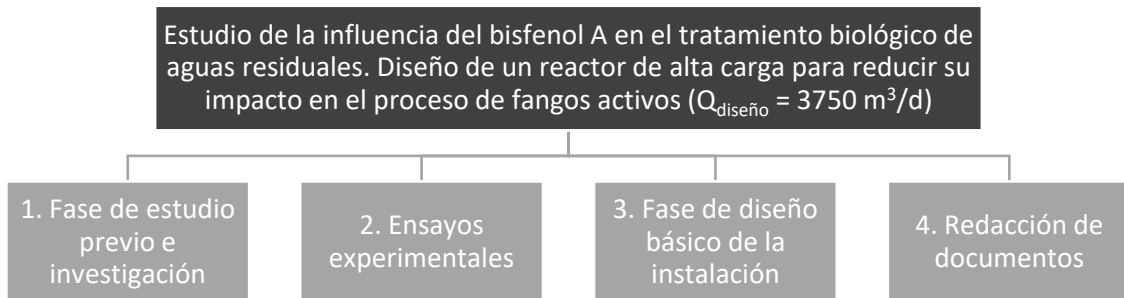 Estudio de la influencia del bisfenol A en el tratamiento biológico de
aguas residuales. Diseño de un reactor de alta carga para reducir su
impacto en el proceso de fangos activos (Qdiseño = 3750 m³/d)
1. Fase de estudio
previo e
investigación
2. Ensayos
experimentales
3. Fase de diseño
básico de la
instalación
4. Redacción de
documentos